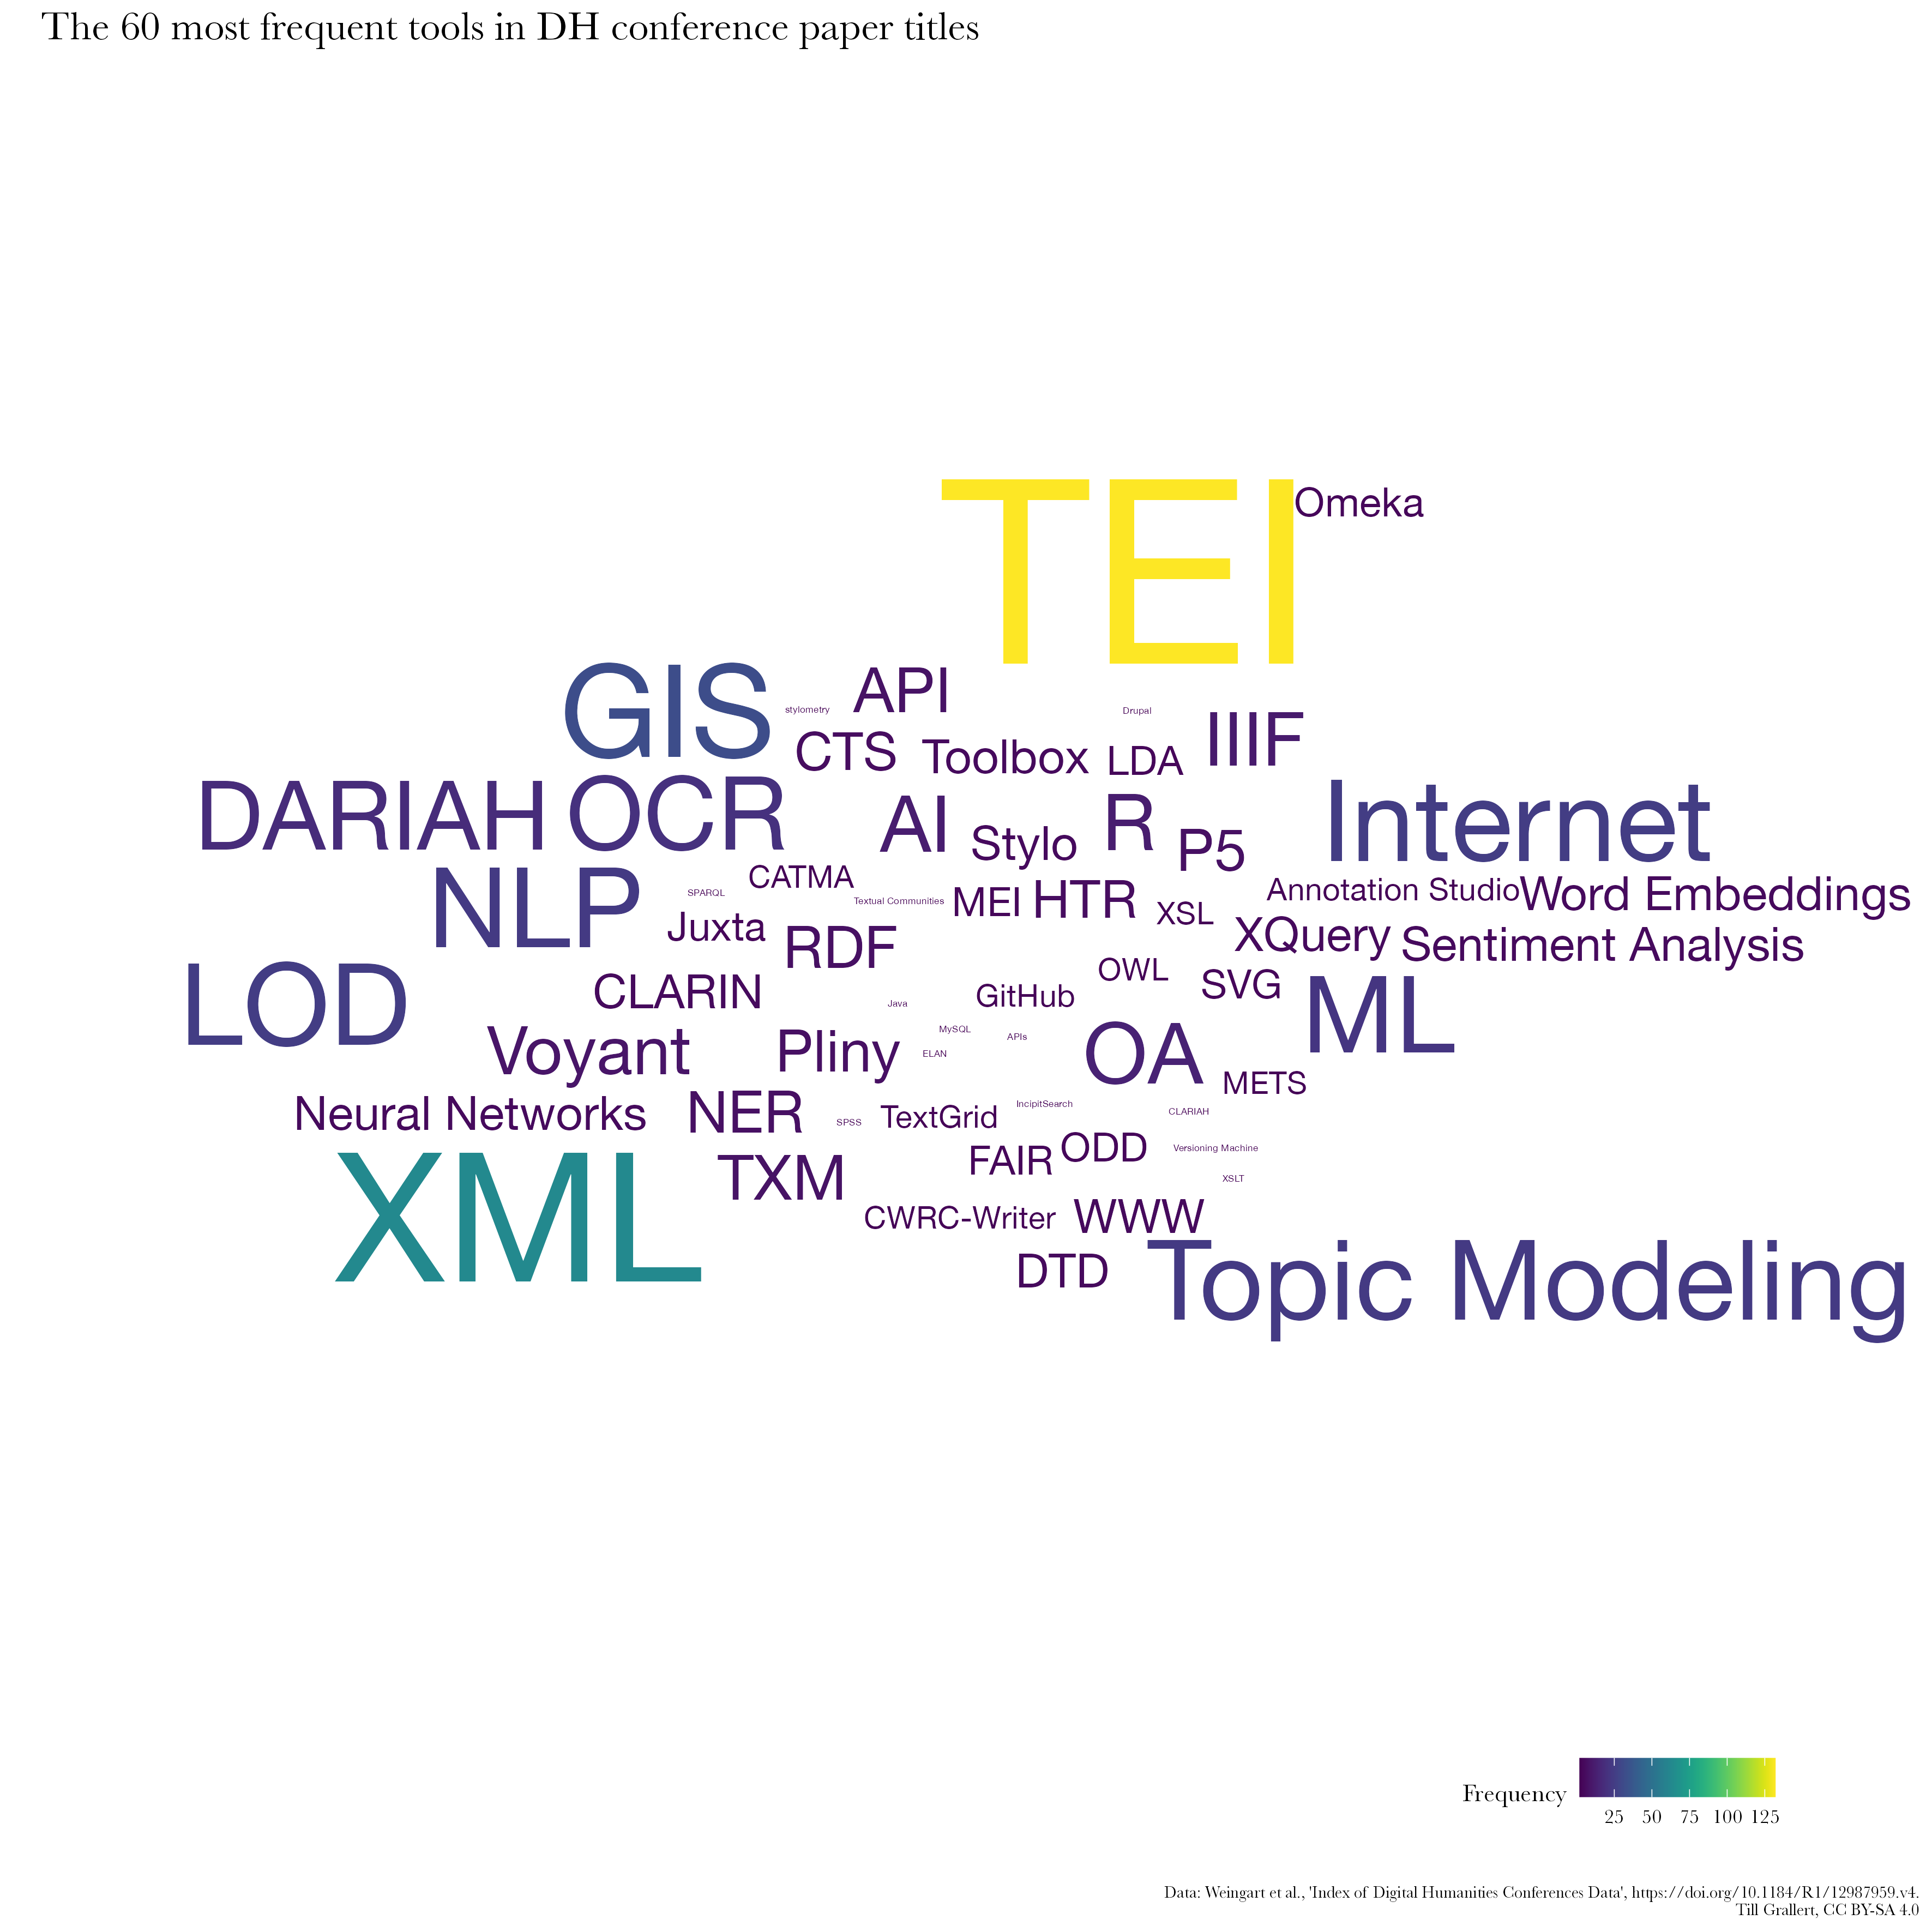 The 60 most frequent tools in DH conference paper titles
TEI
Omeka
GIS
stylometry
API
Drupal
IIIF
CTS
Toolbox
LDA
DARIAH
OCR
AI
Stylo
R
P5
Internet
NLP
SPARQL
CATMA
Textual Communities
MEI
HTR
XSL
Annotation Studio
Word Embeddings
Juxta
RDF
XQuery
Sentiment Analysis
LOD
CLARIN
Java
GitHub
OWL
SVG
ML
Voyant
Pliny
MySQL
ELAN
APIs
OA
METS
Neural Networks
NER
SPSS
TextGrid
IncipitSearch
CLARIAH
FAIR
ODD
Versioning Machine
XML
TXM
XSLT
CWRC-Writer
WWW
DTD
Topic Modeling
Frequency
25 50 75 100 125
Data: Weingart et al., 'Index of Digital Humanities Conferences Data', https://doi.org/10.1184/R1/12987959.v4.
Till Grallert, CC BY-SA 4.0